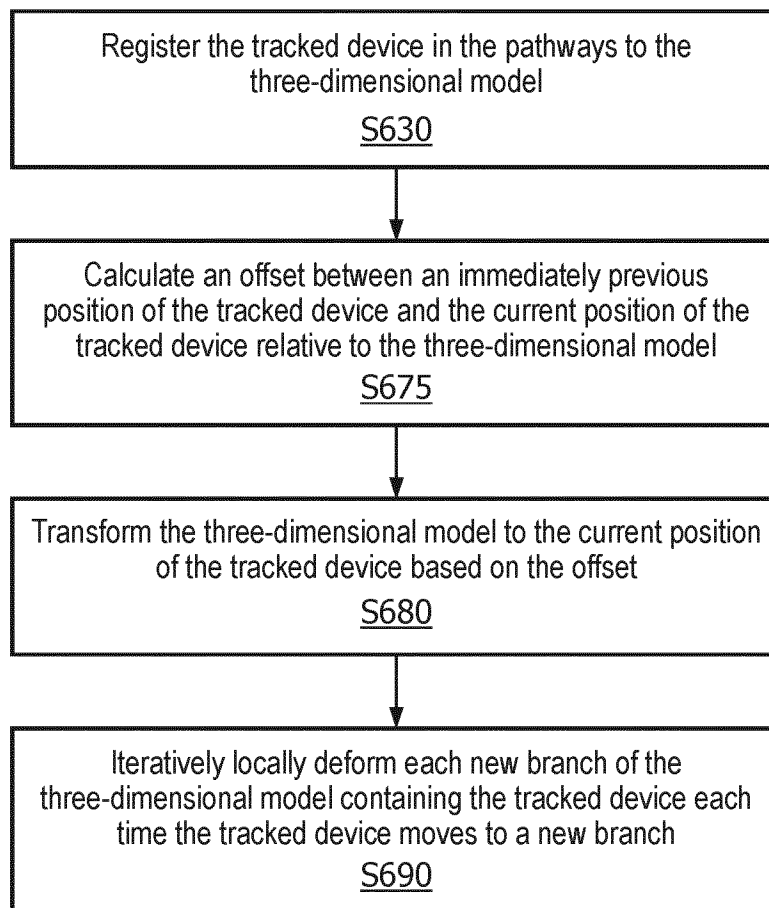 Register the tracked device in the pathways to the
three-dimensional model
S630
Calculate an offset between an immediately previous
position of the tracked device and the current position of the
tracked device relative to the three-dimensional model
S675
Transform the three-dimensional model to the current position
of the tracked device based on the offset
S680
Iteratively locally deform each new branch of the
three-dimensional model containing the tracked device each
time the tracked device moves to a new branch
S690